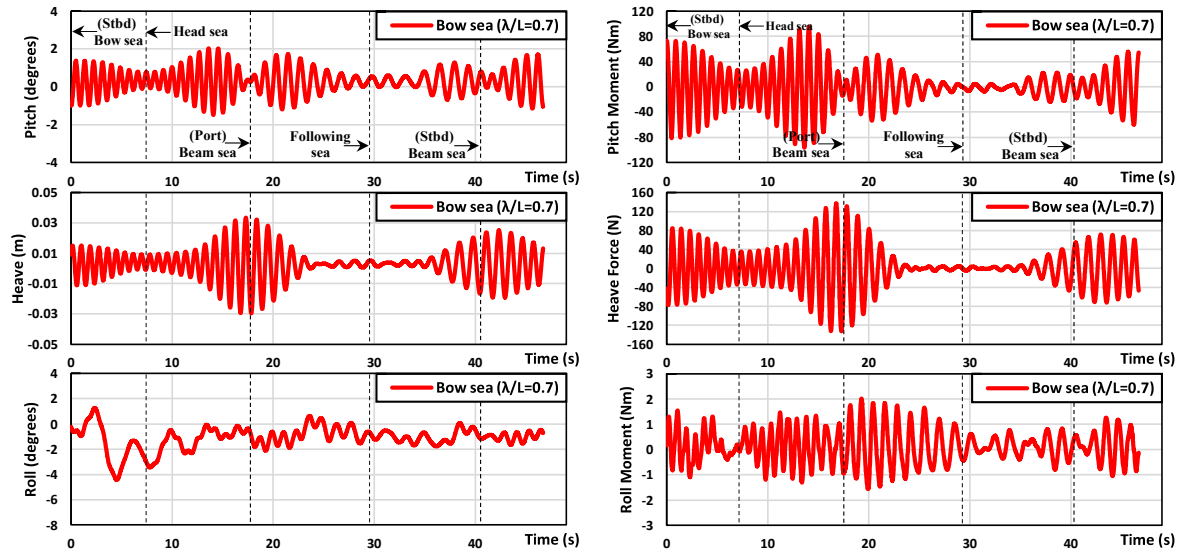 Pitch (degrees)
4
2
0
-2
-4
(Stbd)
Bow sea
Head sea
Bow sea (λ/L=0.7)
(Port)
Beam sea
Following
sea
(Stbd)
Beam sea
0
10
20
30
40
Time (s)
Pitch Moment (Nm)
120
80
40
0
-40
-80
-120
(Stbd)
Bow sea
Head sea
Bow sea (λ/L=0.7)
(Port)
Beam sea
Following
sea
(Stbd)
Beam sea
0
10
20
30
40
Time (s)
Heave (m)
0.05
0.03
0.01
-0.01
-0.03
-0.05
Bow sea (λ/L=0.7)
0
10
20
30
40
Time (s)
Heave Force (N)
160
120
80
40
0
-40
-80
-120
-160
Bow sea (λ/L=0.7)
0
10
20
30
40
Time (s)
Roll (degrees)
4
2
0
-2
-4
-6
-8
Bow sea (λ/L=0.7)
0
10
20
30
40
Time (s)
Roll Moment (Nm)
3
2
1
0
-1
-2
-3
Bow sea (λ/L=0.7)
0
10
20
30
40
Time (s)